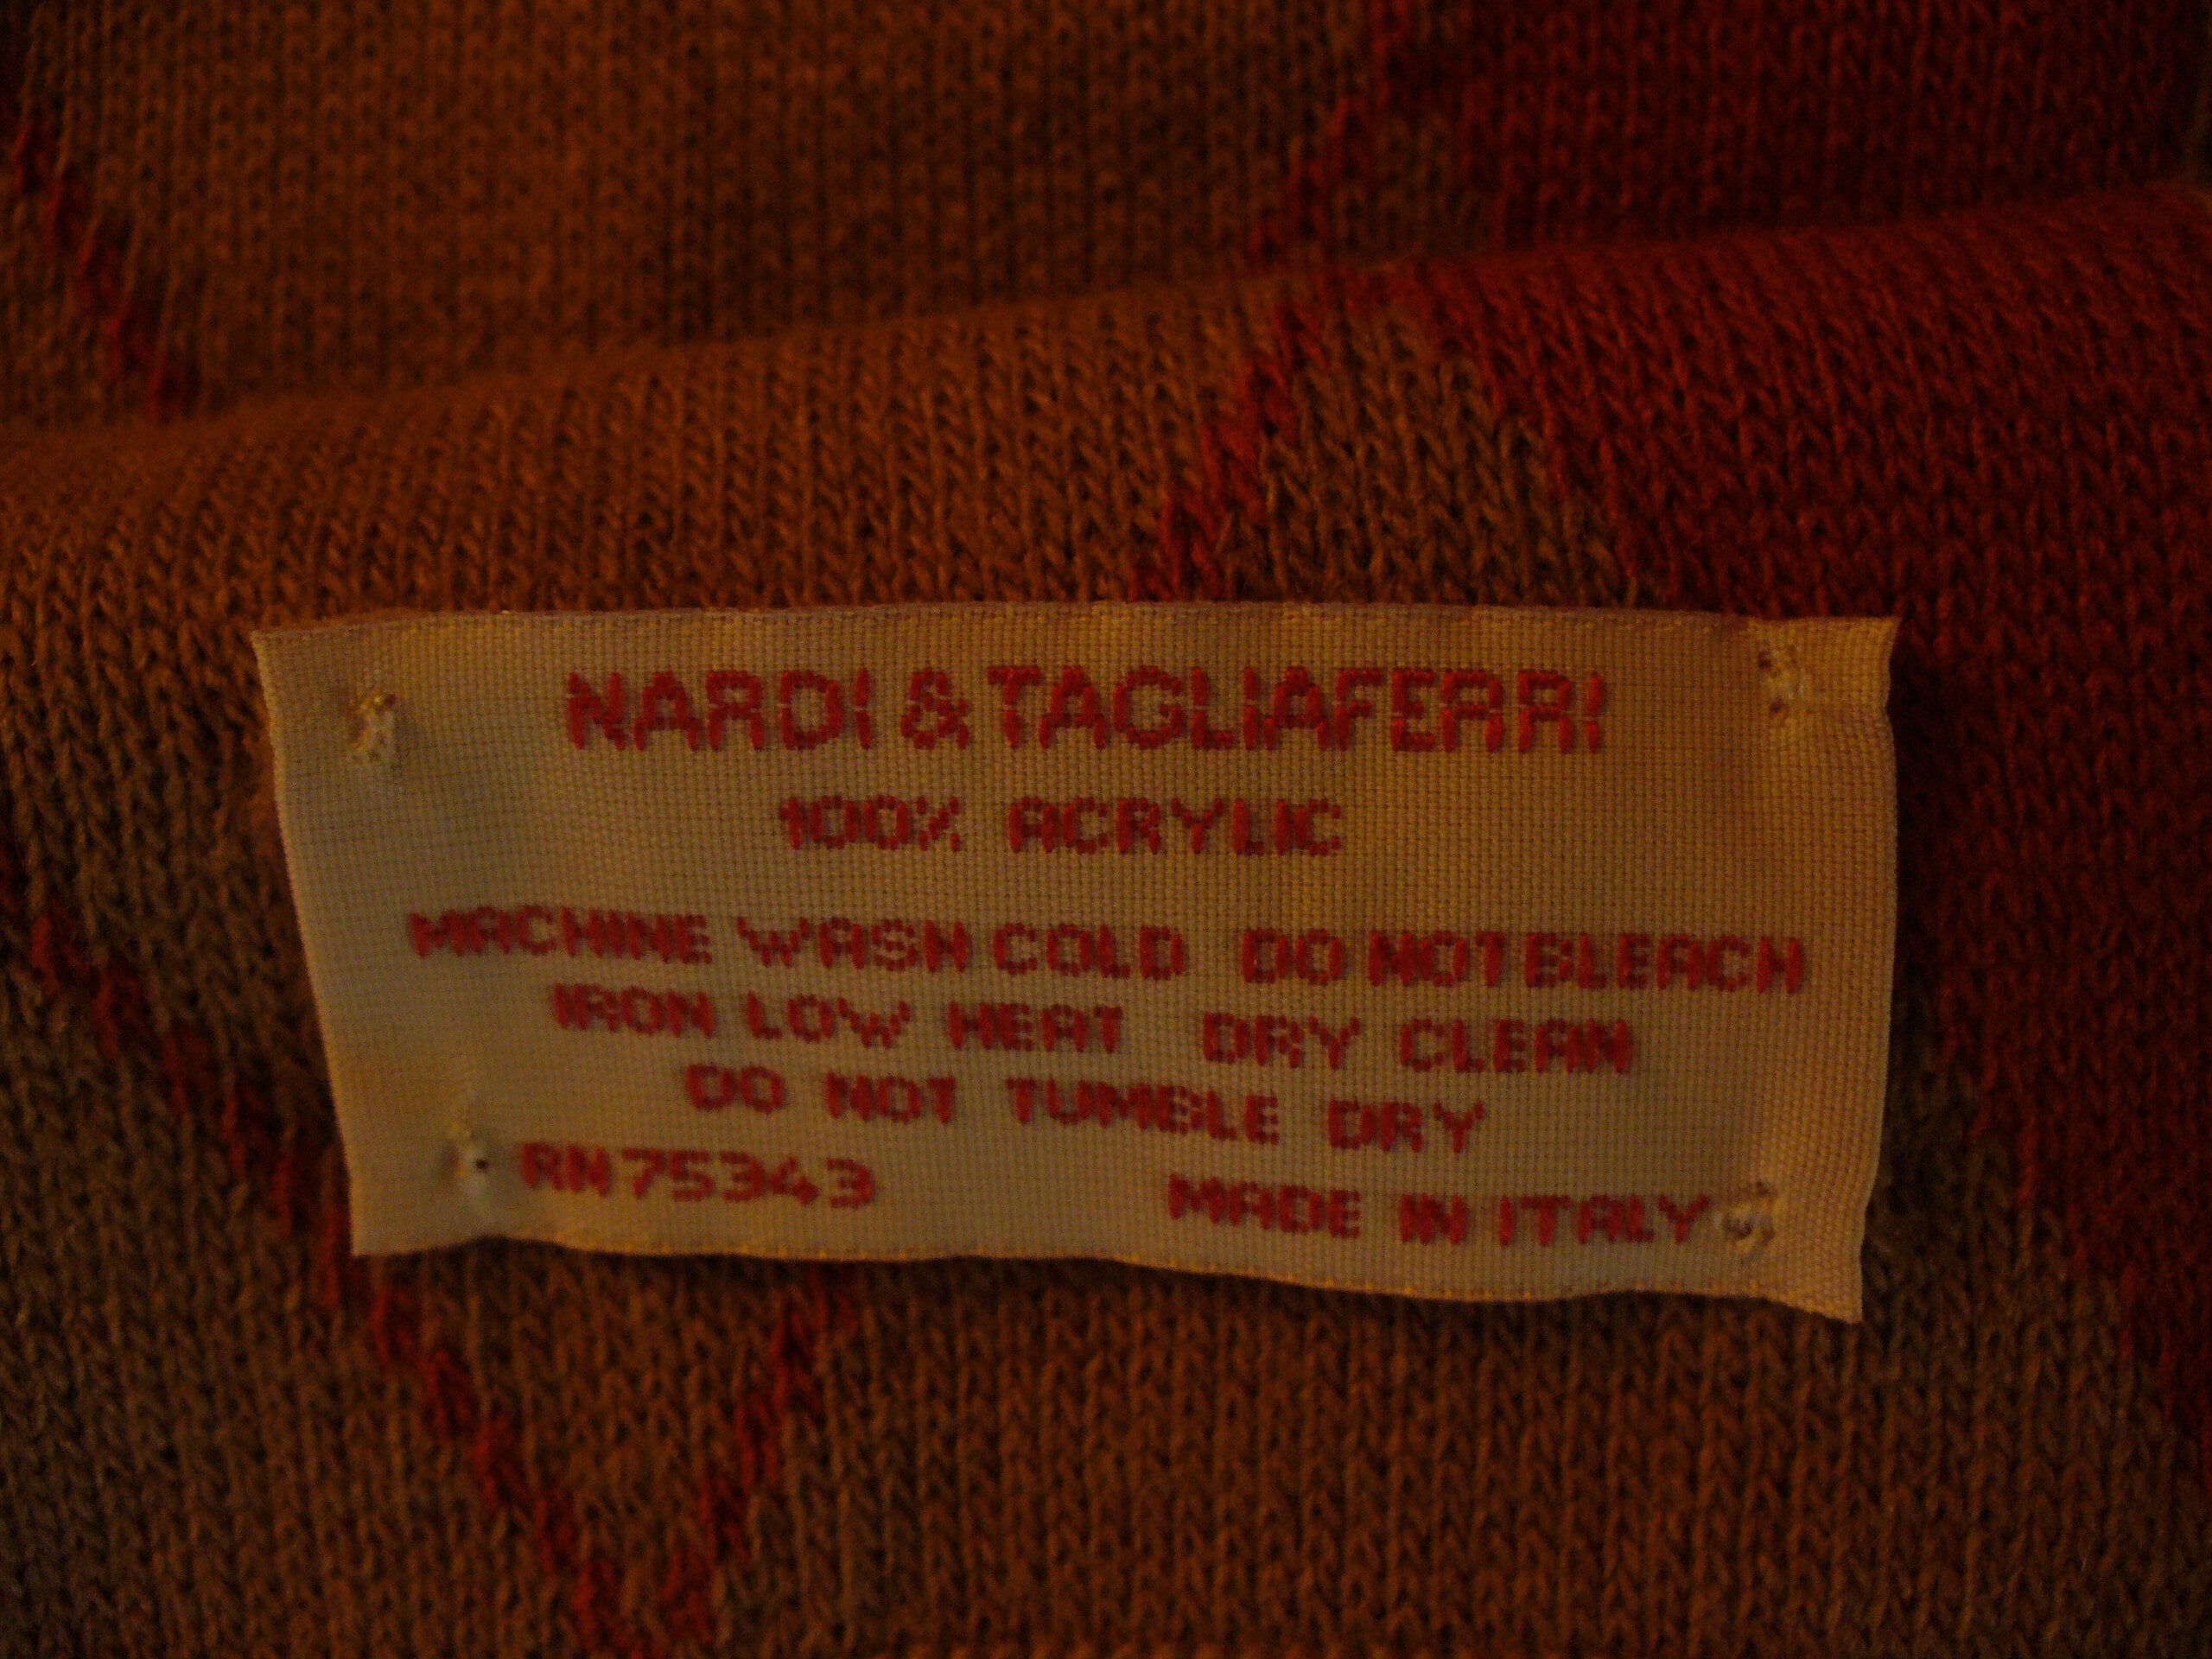 NARDI & TAGLIAFERRI
100% ACRYLIC
MACHINE WASH COLD DO NOT BLEACH
IRON LOW HEAT DRY CLEAN
DO NOT TUMBLE DRY
RN75343 MADE IN ITALY